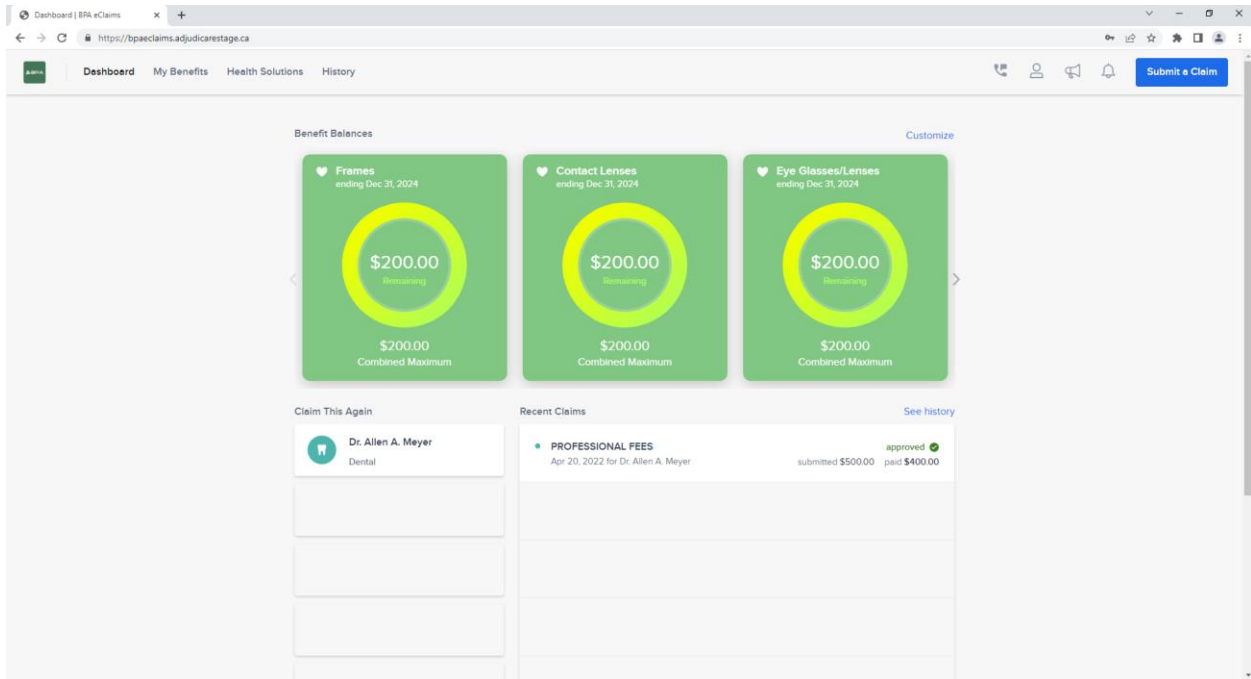 Dashboard | BPA eClaims
https://bpaeclaims.adjudicarestage.ca
BPA
Dashboard My Benefits Health Solutions History
Submit a Claim
Benefit Balances
Customize
Frames
ending Dec 31, 2024
$200.00
Remaining
$200.00
Combined Maximum
Contact Lenses
ending Dec 31, 2024
$200.00
Remaining
$200.00
Combined Maximum
Eye Glasses/Lenses
ending Dec 31, 2024
$200.00
Remaining
$200.00
Combined Maximum
Claim This Again
Dr. Allen A. Meyer
Dental
Recent Claims
See history
PROFESSIONAL FEES
approved
Apr 20, 2022 for Dr. Allen A. Meyer
submitted $500.00 paid $400.00